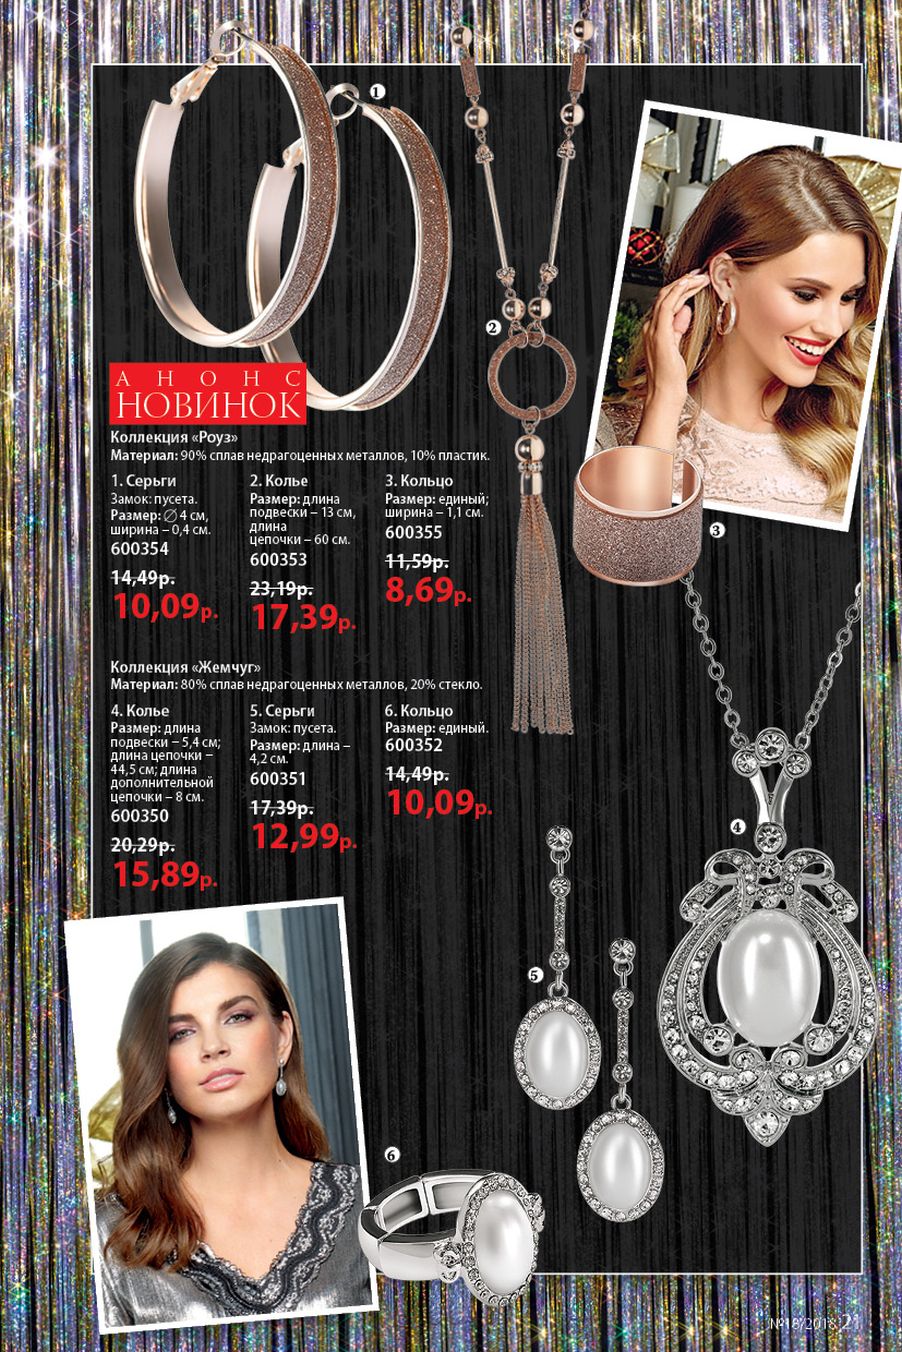 1
2
3
АНОНС
НОВИНОК
Коллекция «Роуз»
Материал: 90% сплав недрагоценных металлов, 10% пластик.
1. Серьги
Замок: пусета.
Размер: ∅ 4 см,
ширина – 0,4 см.
600354
14,49р.
10,09р.
2. Колье
Размер: длина
подвески – 13 см,
длина
цепочки – 60 см.
600353
23,19р.
17,39р.
3. Кольцо
Размер: единый;
ширина – 1,1 см.
600355
11,59р.
8,69р.
Коллекция «Жемчуг»
Материал: 80% сплав недрагоценных металлов, 20% стекло.
4. Колье
Размер: длина
подвески – 5,4 см;
длина цепочки –
44,5 см; длина
дополнительной
цепочки – 8 см.
600350
20,29р.
15,89р.
5. Серьги
Замок: пусета.
Размер: длина –
4,2 см.
600351
17,39р.
12,99р.
6. Кольцо
Размер: единый.
600352
14,49р.
10,09р.
4
5
6
№18/2018 21